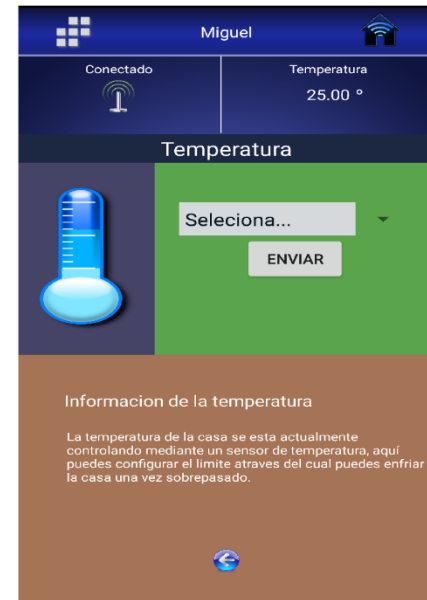 Miguel
Conectado
Temperatura
25.00 °
Temperatura
Seleciona...
ENVIAR
Informacion de la temperatura
La temperatura de la casa se esta actualmente
controlando mediante un sensor de temperatura, aquí
puedes configurar el limite atraves del cual puedes enfriar
la casa una vez sobrepasado.